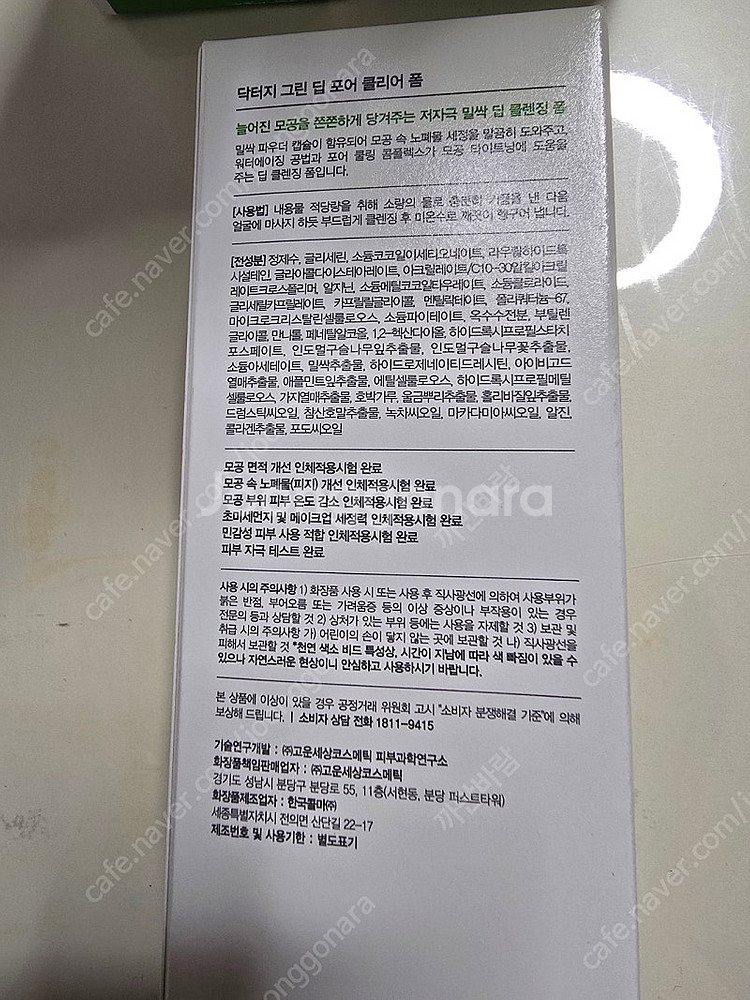 닥터지 그린 딥 포어 클리어 폼
늘어진 모공을 쫀쫀하게 당겨주는 저자극 밀싹 딥 클렌징 폼
밀싹 파우더 캡슐이 함유되어 모공 속 노폐물 세정을 말끔히 도와주고,
워터에이징 공법과 포어 쿨링 콤플렉스가 모공 타이트닝에 도움을
주는 딥 클렌징 폼입니다.
[사용법] 내용물 적당량을 취해 소량의 물로 충분히 거품을 낸 다음
얼굴에 마사지 하듯 부드럽게 클렌징 후 미온수로 깨끗이 헹구어 냅니다.
[전성분] 정제수, 글리세린, 소듐코코일이세티오네이트, 라우릴하이드록
시설테인, 글라이콜다이스테아레이트, 아크릴레이트/C10-30알킬아크릴
레이트크로스폴리머, 알지닌, 소듐메틸코코일타우레이트, 소듐클로라이드,
글리세릴카프릴레이트, 카프릴릴글라이콜, 멘틸락테이트, 폴리쿼터늄-67,
마이크로크리스탈린셀룰로오스, 소듐파이테이트, 옥수수전분, 부틸렌
글라이콜, 만니톨, 페네틸알코올, 1,2-헥산다이올, 하이드록시프로필스타치
포스페이트, 인도멀구슬나무잎추출물, 인도멀구슬나무꽃추출물,
소듐아세테이트, 밀싹추출물, 하이드로제네이티드레시틴, 아이비고드
열매추출물, 애플민트잎추출물, 에틸셀룰로오스, 하이드록시프로필메틸
셀룰로오스, 가지열매추출물, 호박가루, 울금뿌리추출물, 홀리바질잎추출물,
드럼스틱씨오일, 참산호말추출물, 녹차씨오일, 마카다미아씨오일, 알진,
콜라겐추출물, 포도씨오일
모공 면적 개선 인체적용시험 완료
모공 속 노폐물(피지) 개선 인체적용시험 완료
모공 부위 피부 온도 감소 인체적용시험 완료
초미세먼지 및 메이크업 세정력 인체적용시험 완료
민감성 피부 사용 적합 인체적용시험 완료
피부 자극 테스트 완료
사용 시의 주의사항 1) 화장품 사용 시 또는 사용 후 직사광선에 의하여 사용부위가
붉은 반점, 부어오름 또는 가려움증 등의 이상 증상이나 부작용이 있는 경우
전문의 등과 상담할 것 2) 상처가 있는 부위 등에는 사용을 자제할 것 3) 보관 및
취급 시의 주의사항 가) 어린이의 손이 닿지 않는 곳에 보관할 것 나) 직사광선을
피해서 보관할 것 *천연 색소 비드 특성상, 시간이 지남에 따라 색 빠짐이 있을 수
있으나 자연스러운 현상이니 안심하고 사용하시기 바랍니다.
본 상품에 이상이 있을 경우 공정거래 위원회 고시 "소비자 분쟁해결 기준"에 의해
보상해 드립니다. | 소비자 상담 전화 1811-9415
기술연구개발 : ㈜고운세상코스메틱 피부과학연구소
화장품책임판매업자 : ㈜고운세상코스메틱
경기도 성남시 분당구 분당로 55, 11층(서현동, 분당 퍼스트타워)
화장품제조업자 : 한국콜마㈜
세종특별자치시 전의면 산단길 22-17
제조번호 및 사용기한 : 별도표기
Joonggonara
cafe.naver.com/joonggonara